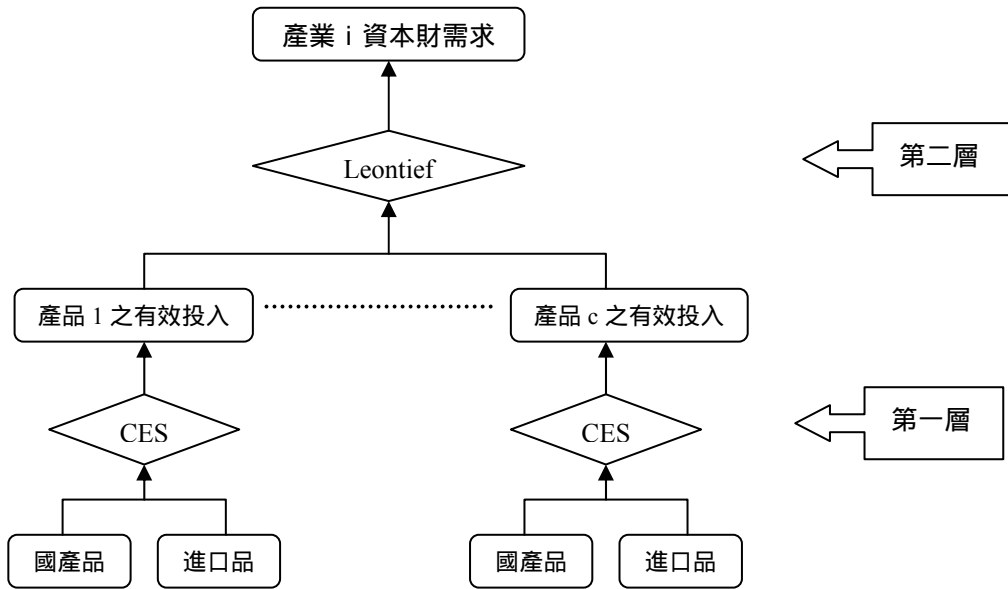 產業 i 資本財需求
Leontief
第二層
產品 1 之有效投入
產品 c 之有效投入
CES
CES
第一層
國產品
進口品
國產品
進口品